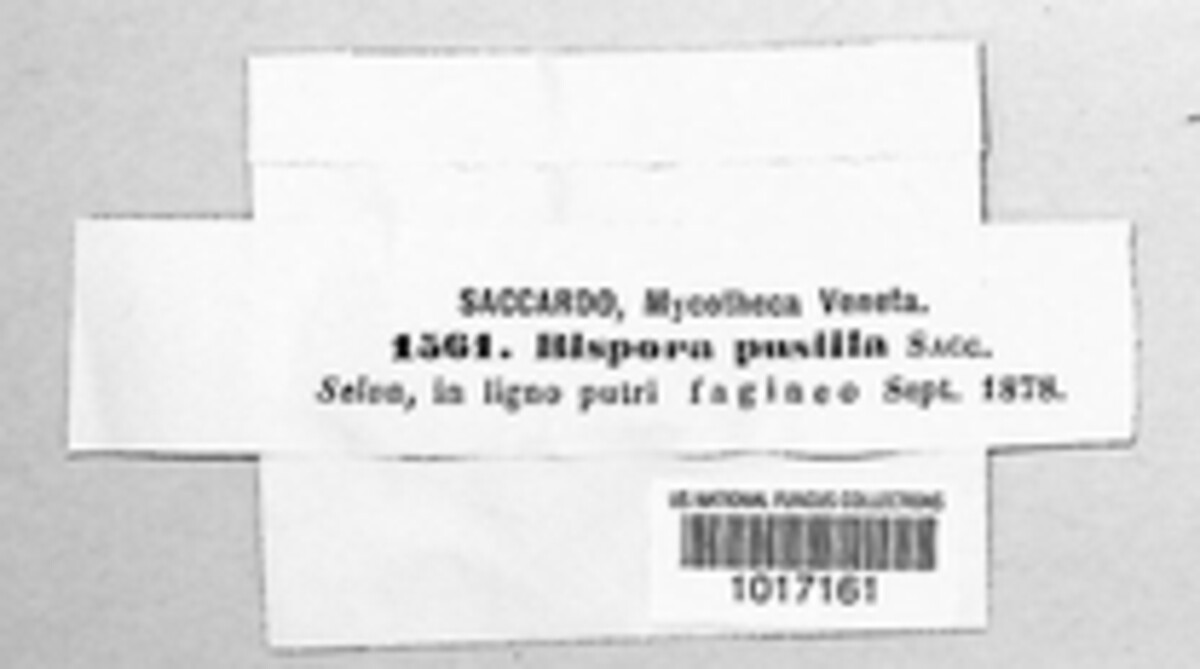 SACCARDO, Mycotheca Veneta.
1561. Bispora pusilla SACC.
Selva, in ligno putri fagineo Sept. 1878.
US NATIONAL FUNGUS COLLECTIONS
1017161